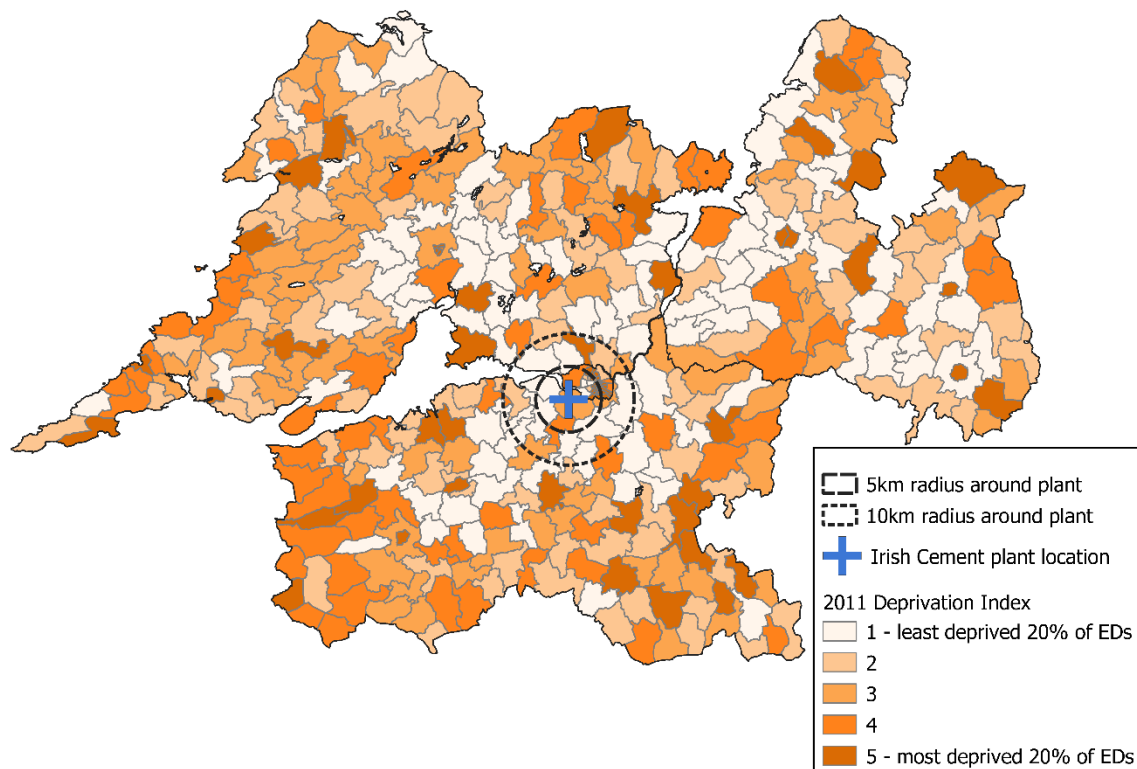 5km radius around plant
10km radius around plant
Irish Cement plant location
2011 Deprivation Index
1 - least deprived 20% of EDs
2
3
4
5 - most deprived 20% of EDs